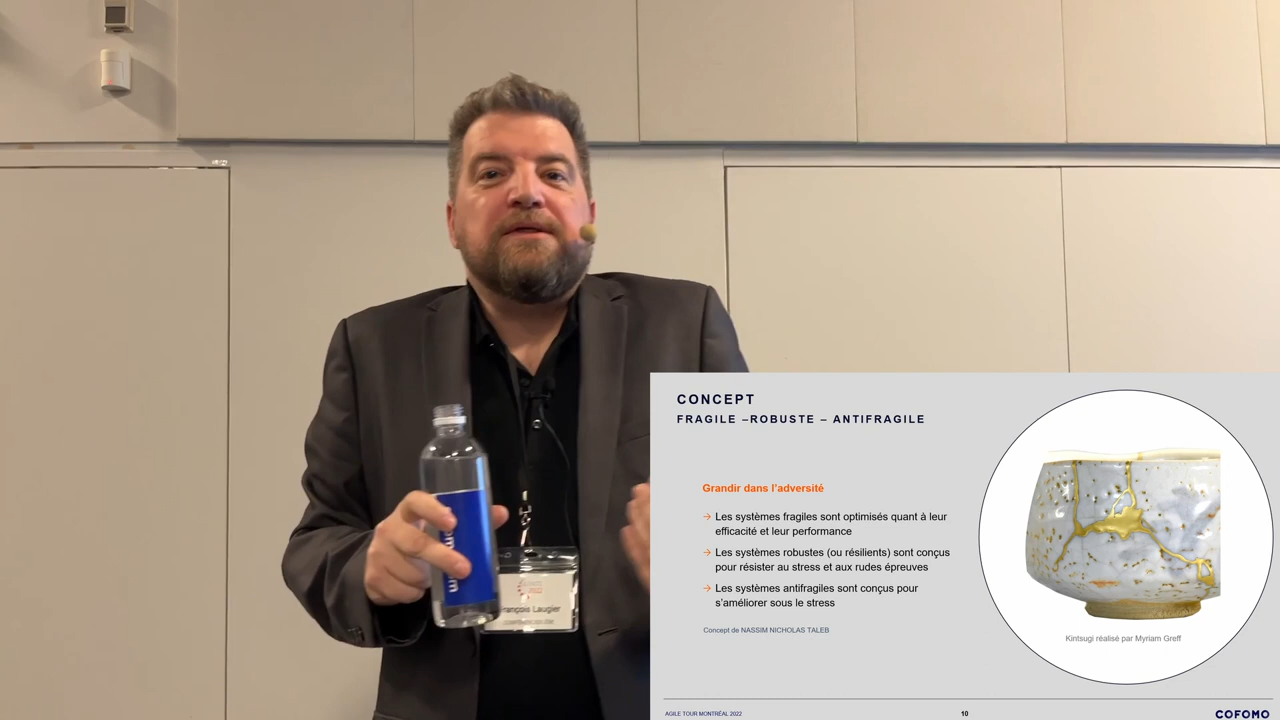 CONCEPT
FRAGILE –ROBUSTE – ANTIFRAGILE
Grandir dans l'adversité
→ Les systèmes fragiles sont optimisés quant à leur
efficacité et leur performance
→ Les systèmes robustes (ou résilients) sont conçus
pour résister au stress et aux rudes épreuves
→ Les systèmes antifragiles sont conçus pour
s'améliorer sous le stress
Concept de NASSIM NICHOLAS TALEB
Kintsugi réalisé par Myriam Greff
AGILE TOUR MONTRÉAL 2022
10
COFOMO
François Laugier